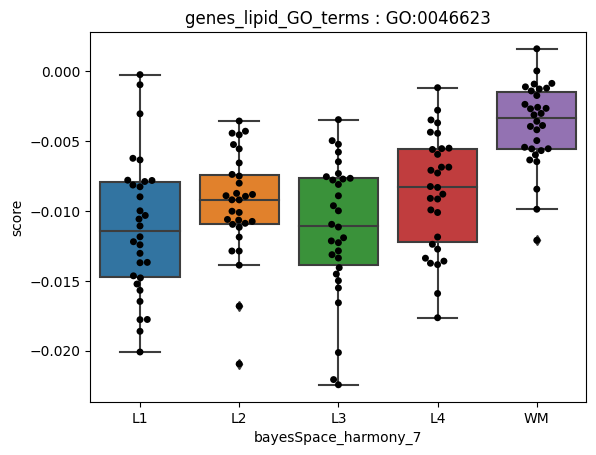 genes_lipid_GO_terms : GO:0046623
score
0.000
−0.005
−0.010
−0.015
−0.020
L1 L2 L3 L4 WM
bayesSpace_harmony_7